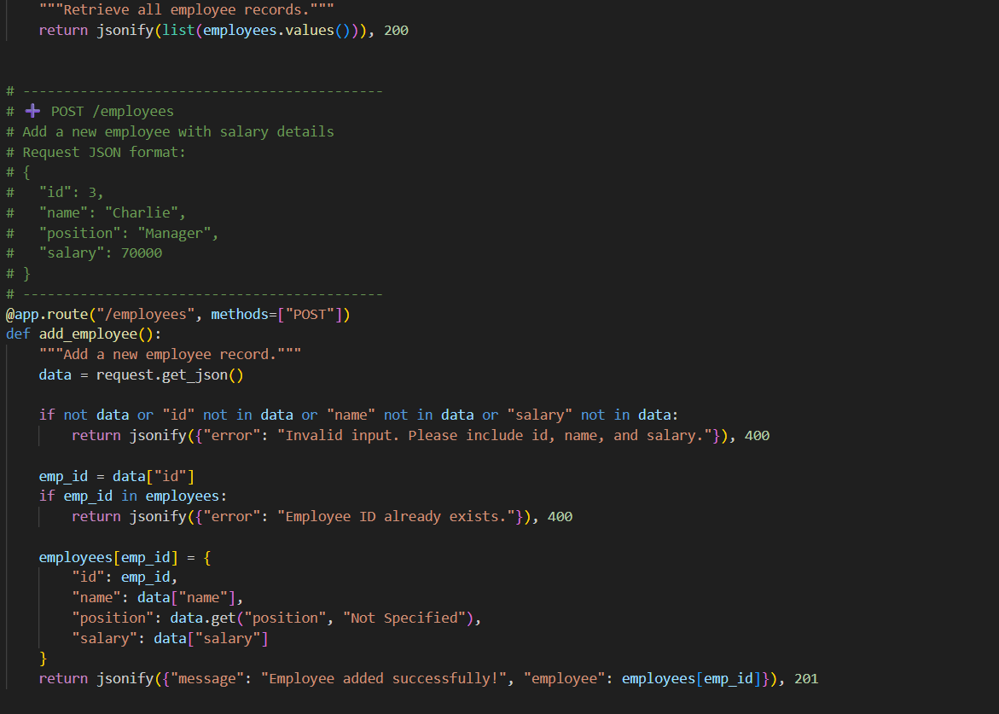 """Retrieve all employee records."""
return jsonify(list(employees.values())), 200
# --------------------------------------------
# ➕ POST /employees
# Add a new employee with salary details
# Request JSON format:
# {
#   "id": 3,
#   "name": "Charlie",
#   "position": "Manager",
#   "salary": 70000
# }
# --------------------------------------------
@app.route("/employees", methods=["POST"])
def add_employee():
    """Add a new employee record."""
    data = request.get_json()
    if not data or "id" not in data or "name" not in data or "salary" not in data:
        return jsonify({"error": "Invalid input. Please include id, name, and salary."}), 400
    emp_id = data["id"]
    if emp_id in employees:
        return jsonify({"error": "Employee ID already exists."}), 400
    employees[emp_id] = {
        "id": emp_id,
        "name": data["name"],
        "position": data.get("position", "Not Specified"),
        "salary": data["salary"]
    }
    return jsonify({"message": "Employee added successfully!", "employee": employees[emp_id]}), 201